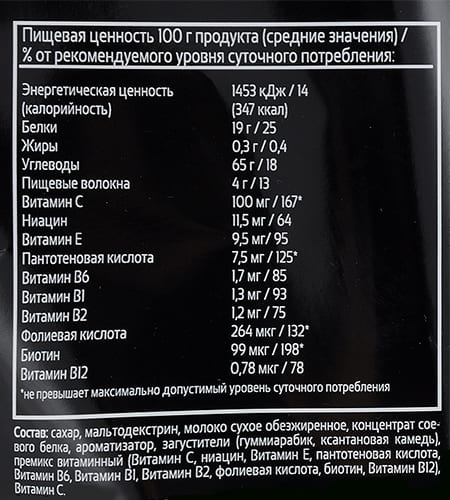 Пищевая ценность 100 г продукта (средние значения) /
% от рекомендуемого уровня суточного потребления:
Энергетическая ценность 1453 кДж / 14
(калорийность) (347 ккал)
Белки 19 г / 25
Жиры 0,3 г / 0,4
Углеводы 65 г / 18
Пищевые волокна 4 г / 13
Витамин С 100 мг / 167*
Ниацин 11,5 мг / 64
Витамин Е 9,5 мг/ 95
Пантотеновая кислота 7,5 мг / 125*
Витамин В6 1,7 мг / 85
Витамин В1 1,3 мг / 93
Витамин В2 1,2 мг / 75
Фолиевая кислота 264 мкг / 132*
Биотин 99 мкг / 198*
Витамин В12 0,78 мкг / 78
*не превышает максимально допустимый уровень суточного потребления
Состав: сахар, мальтодекстрин, молоко сухое обезжиренное, концентрат сое-
вого белка, ароматизатор, загустители (гуммиарабик, ксантановая камедь),
премикс витаминный (Витамин С, ниацин, Витамин Е, пантотеновая кислота,
Витамин В6, Витамин В1, Витамин В2, фолиевая кислота, биотин, Витамин В12),
Витамин С.